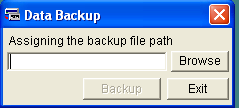 Data Backup
Assigning the backup file path
Browse
Backup Exit